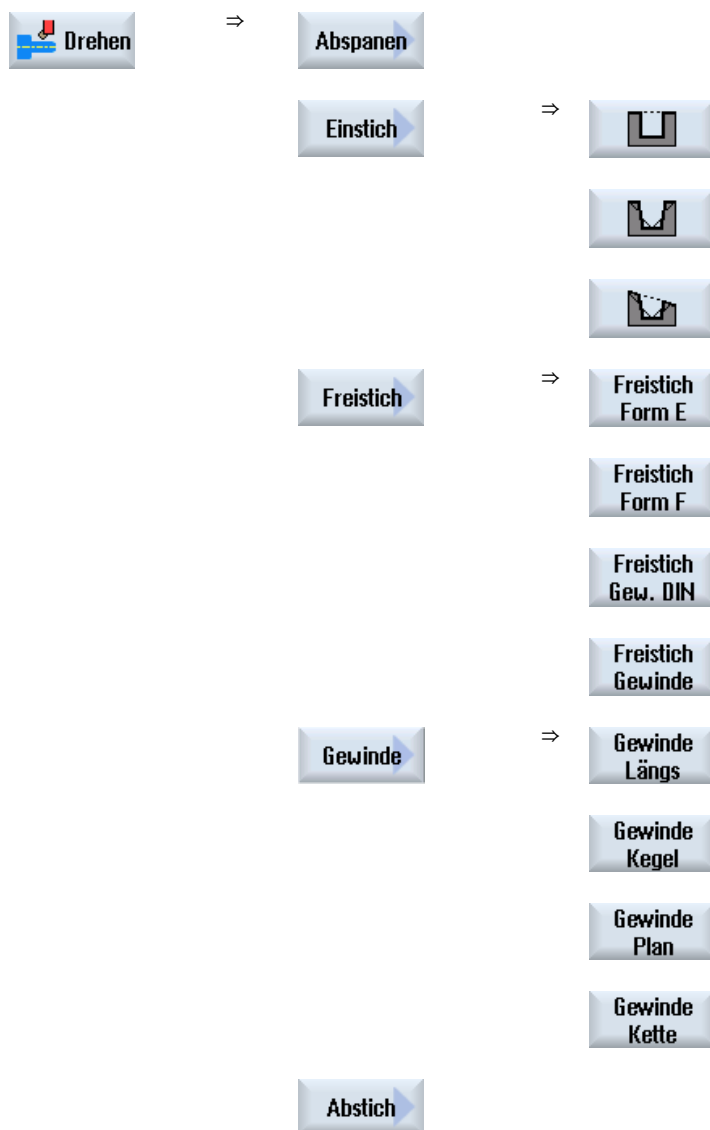 Drehen ⇒ Abspanen
Einstich ⇒
Freistich ⇒ Freistich
Form E
Freistich
Form F
Freistich
Gew. DIN
Freistich
Gewinde
Gewinde ⇒ Gewinde
Längs
Gewinde
Kegel
Gewinde
Plan
Gewinde
Kette
Abstich